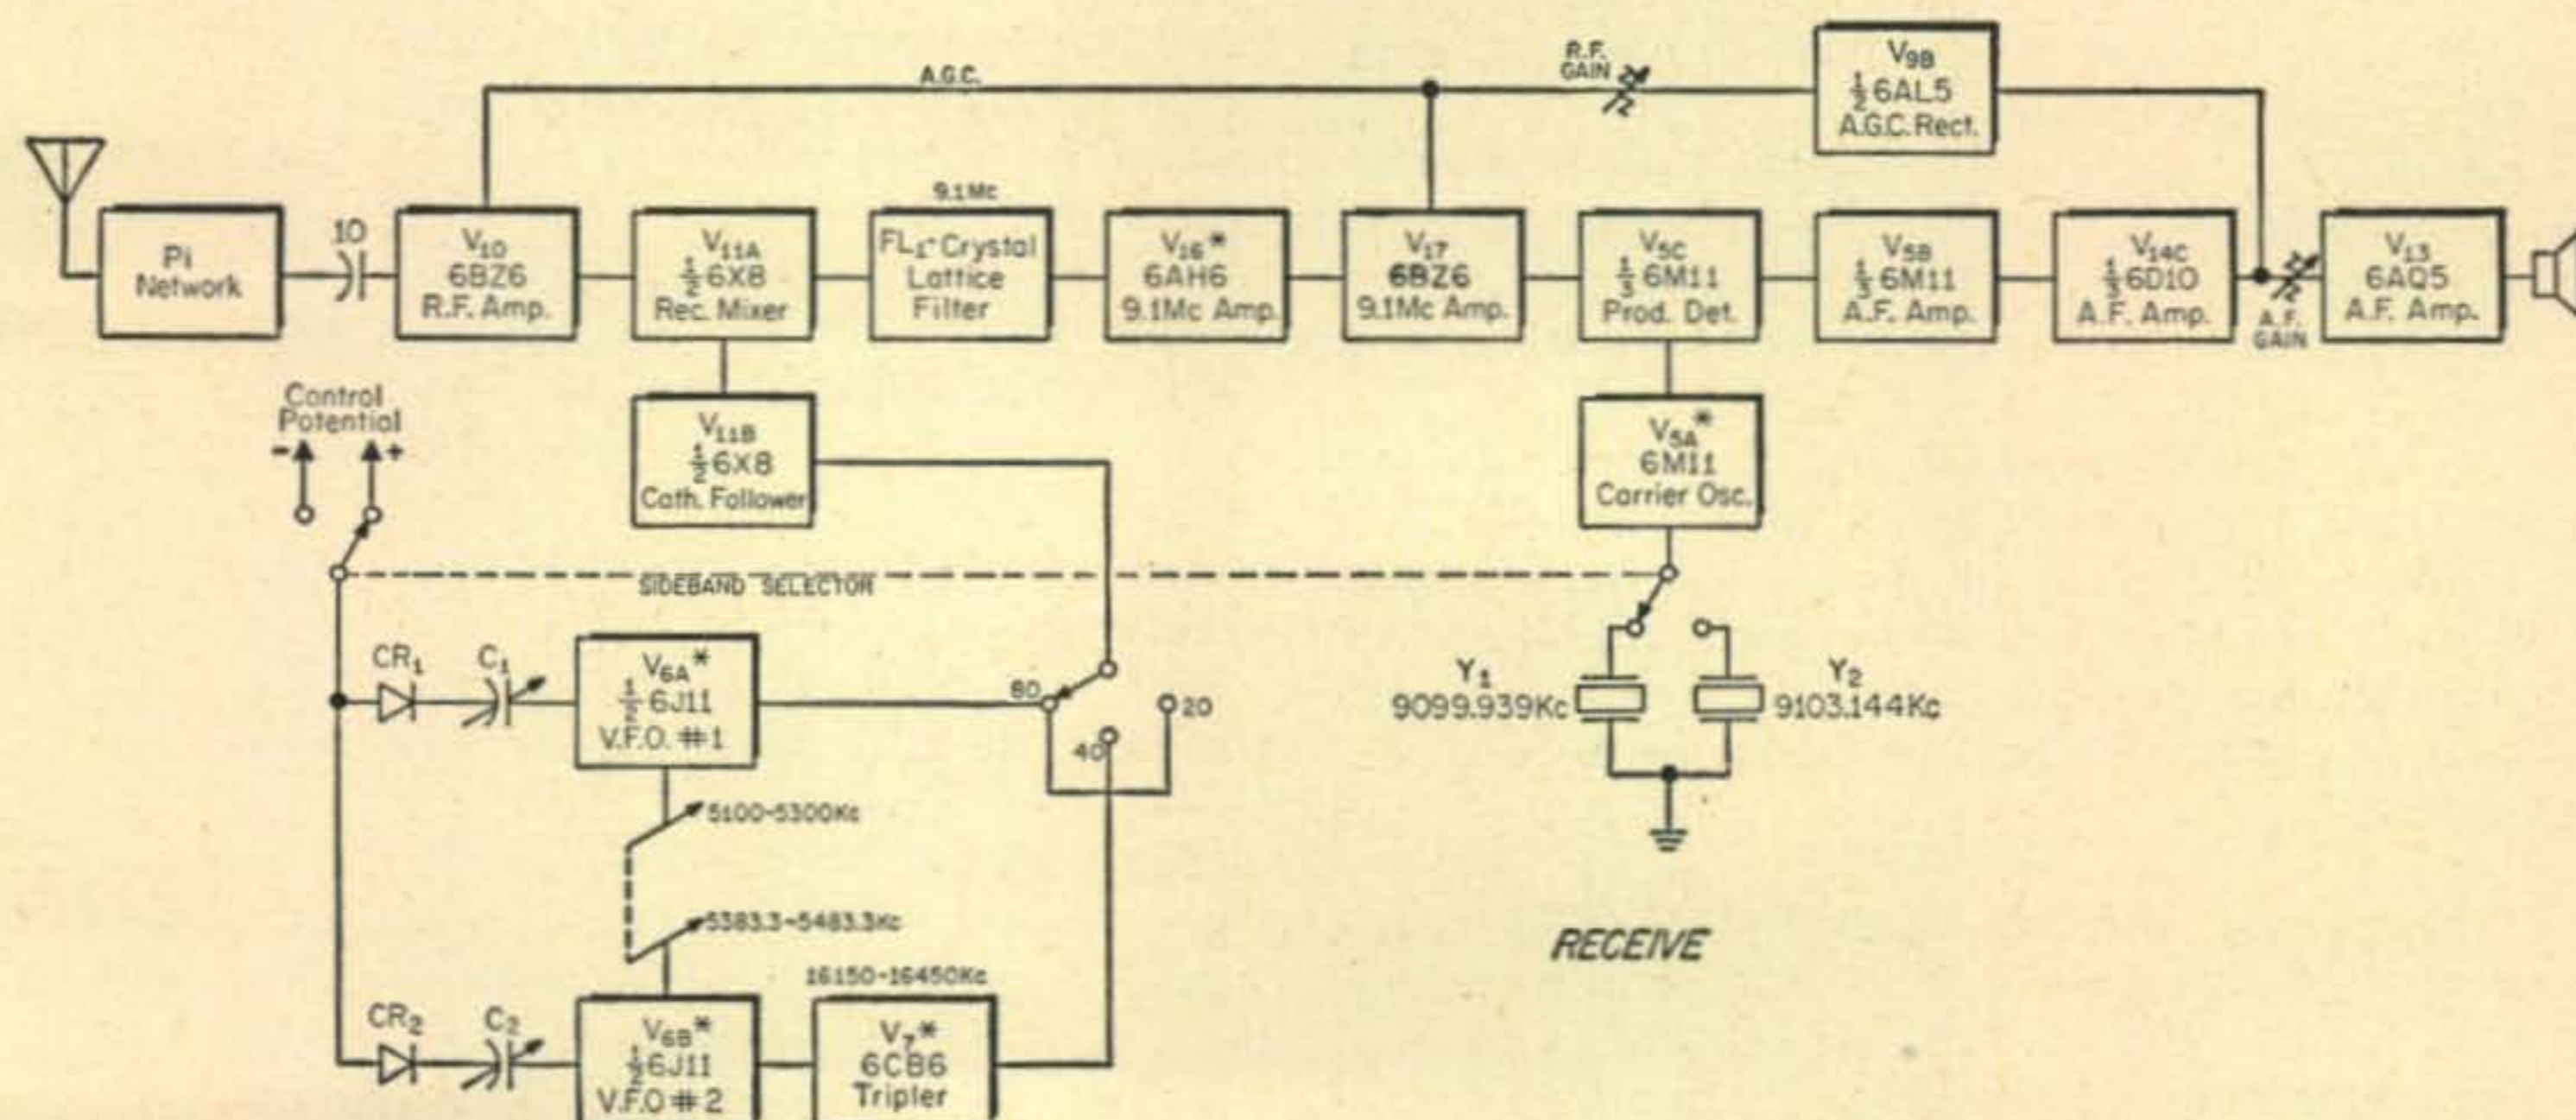 A.G.C.
R.F.
GAIN
V9B
½ 6AL5
A.G.C. Rect.
Pi
Network
10
V10
6BZ6
R.F. Amp.
V11A
½ 6X8
Rec. Mixer
9.1Mc
FL1-Crystal
Lattice
Filter
V16*
6AH6
9.1Mc Amp.
V17
6BZ6
9.1Mc Amp.
V5C
⅓ 6M11
Prod. Det.
V5B
⅓ 6M11
A.F. Amp.
V14C
⅓ 6D10
A.F. Amp.
A.F.
GAIN
V13
6AQ5
A.F. Amp.
Control
Potential
- +
V11B
½ 6X8
Cath. Follower
V5A*
6M11
Carrier Osc.
SIDEBAND SELECTOR
CR1
C1
V6A*
½ 6J11
V.F.O. #1
80
20
40
Y1
9099.939Kc
Y2
9103.144Kc
5100-5300Kc
5383.3-5483.3Kc
16150-16450Kc
RECEIVE
CR2
C2
V6B*
½ 6J11
V.F.O #2
V7*
6CB6
Tripler